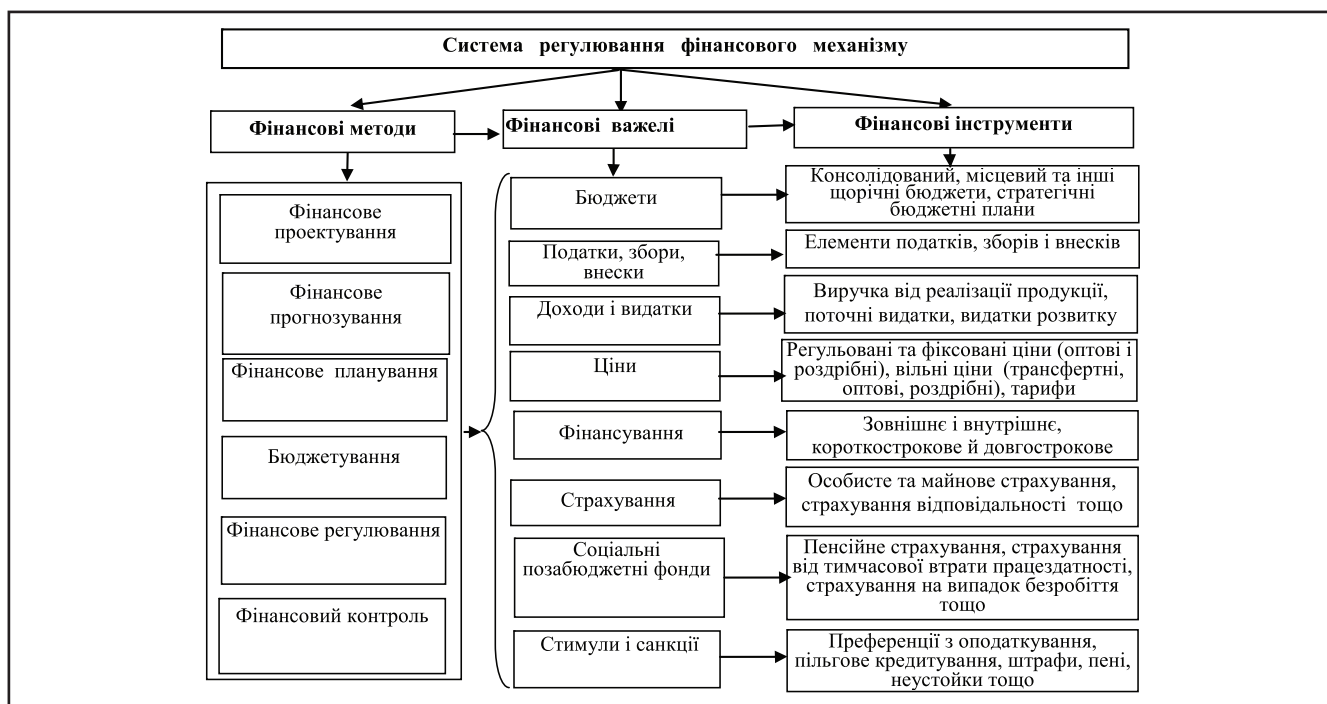 Система регулювання фінансового механізму
Фінансові методи
Фінансові важелі
Фінансові інструменти
Фінансове
проектування
Фінансове
прогнозування
Фінансове планування
Бюджетування
Фінансове регулювання
Фінансовий контроль
Бюджети
Консолідований, місцевий та інші
щорічні бюджети, стратегічні
бюджетні плани
Податки, збори,
внески
Елементи податків, зборів і внесків
Доходи і видатки
Виручка від реалізації продукції,
поточні видатки, видатки розвитку
Ціни
Регульовані та фіксовані ціни (оптові і
роздрібні), вільні ціни (трансфертні,
оптові, роздрібні), тарифи
Фінансування
Зовнішнє і внутрішнє,
короткострокове й довгострокове
Страхування
Особисте та майнове страхування,
страхування відповідальності тощо
Соціальні
позабюджетні фонди
Пенсійне страхування, страхування
від тимчасової втрати працездатності,
страхування на випадок безробіття
тощо
Стимули і санкції
Преференції з оподаткування,
пільгове кредитування, штрафи, пені,
неустойки тощо